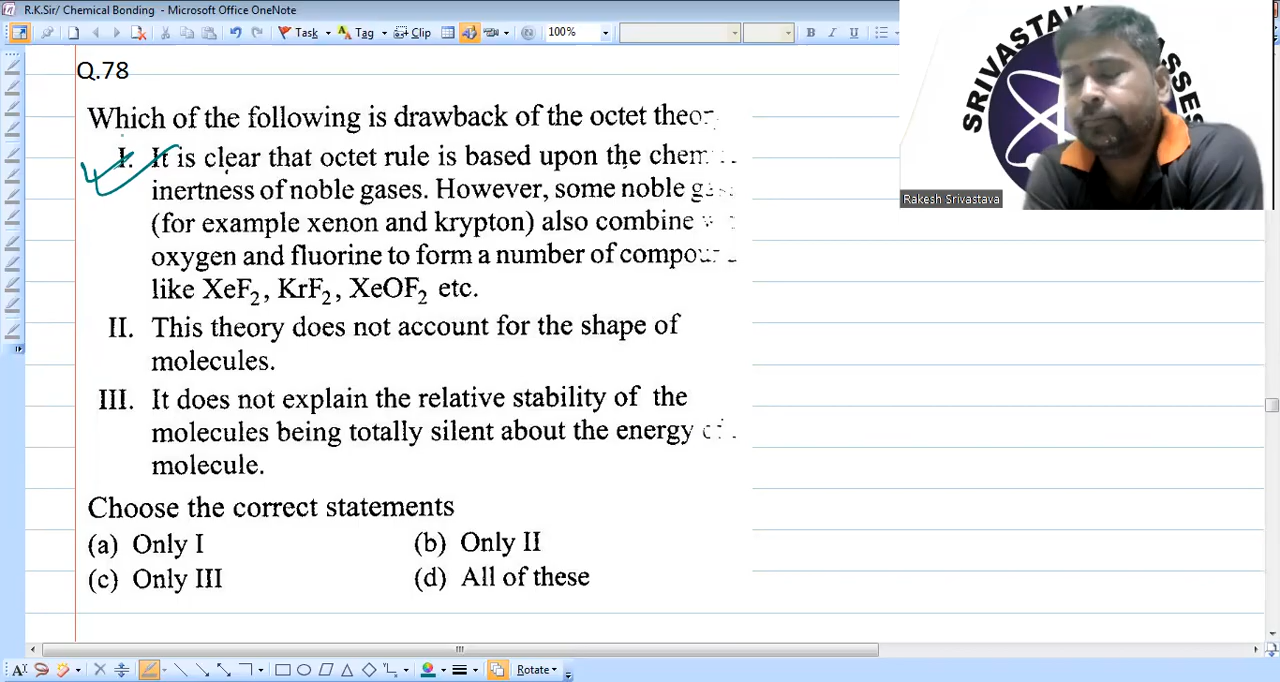 R.K.Sir/ Chemical Bonding - Microsoft Office OneNote
Task Tag Clip 100% B I U
SRIVASTAVA ASSES
Rakesh Srivastava
Q.78
Which of the following is drawback of the octet
I. It is clear that octet rule is based upon the
inertness of noble gases. However, some noble
(for example xenon and krypton) also combine
oxygen and fluorine to form a number of
like XeF₂, KrF₂, XeOF₂ etc.
II. This theory does not account for the shape of
molecules.
III. It does not explain the relative stability of the
molecules being totally silent about the energy
molecule.
Choose the correct statements
(a) Only I (b) Only II
(c) Only III (d) All of these
Rotate